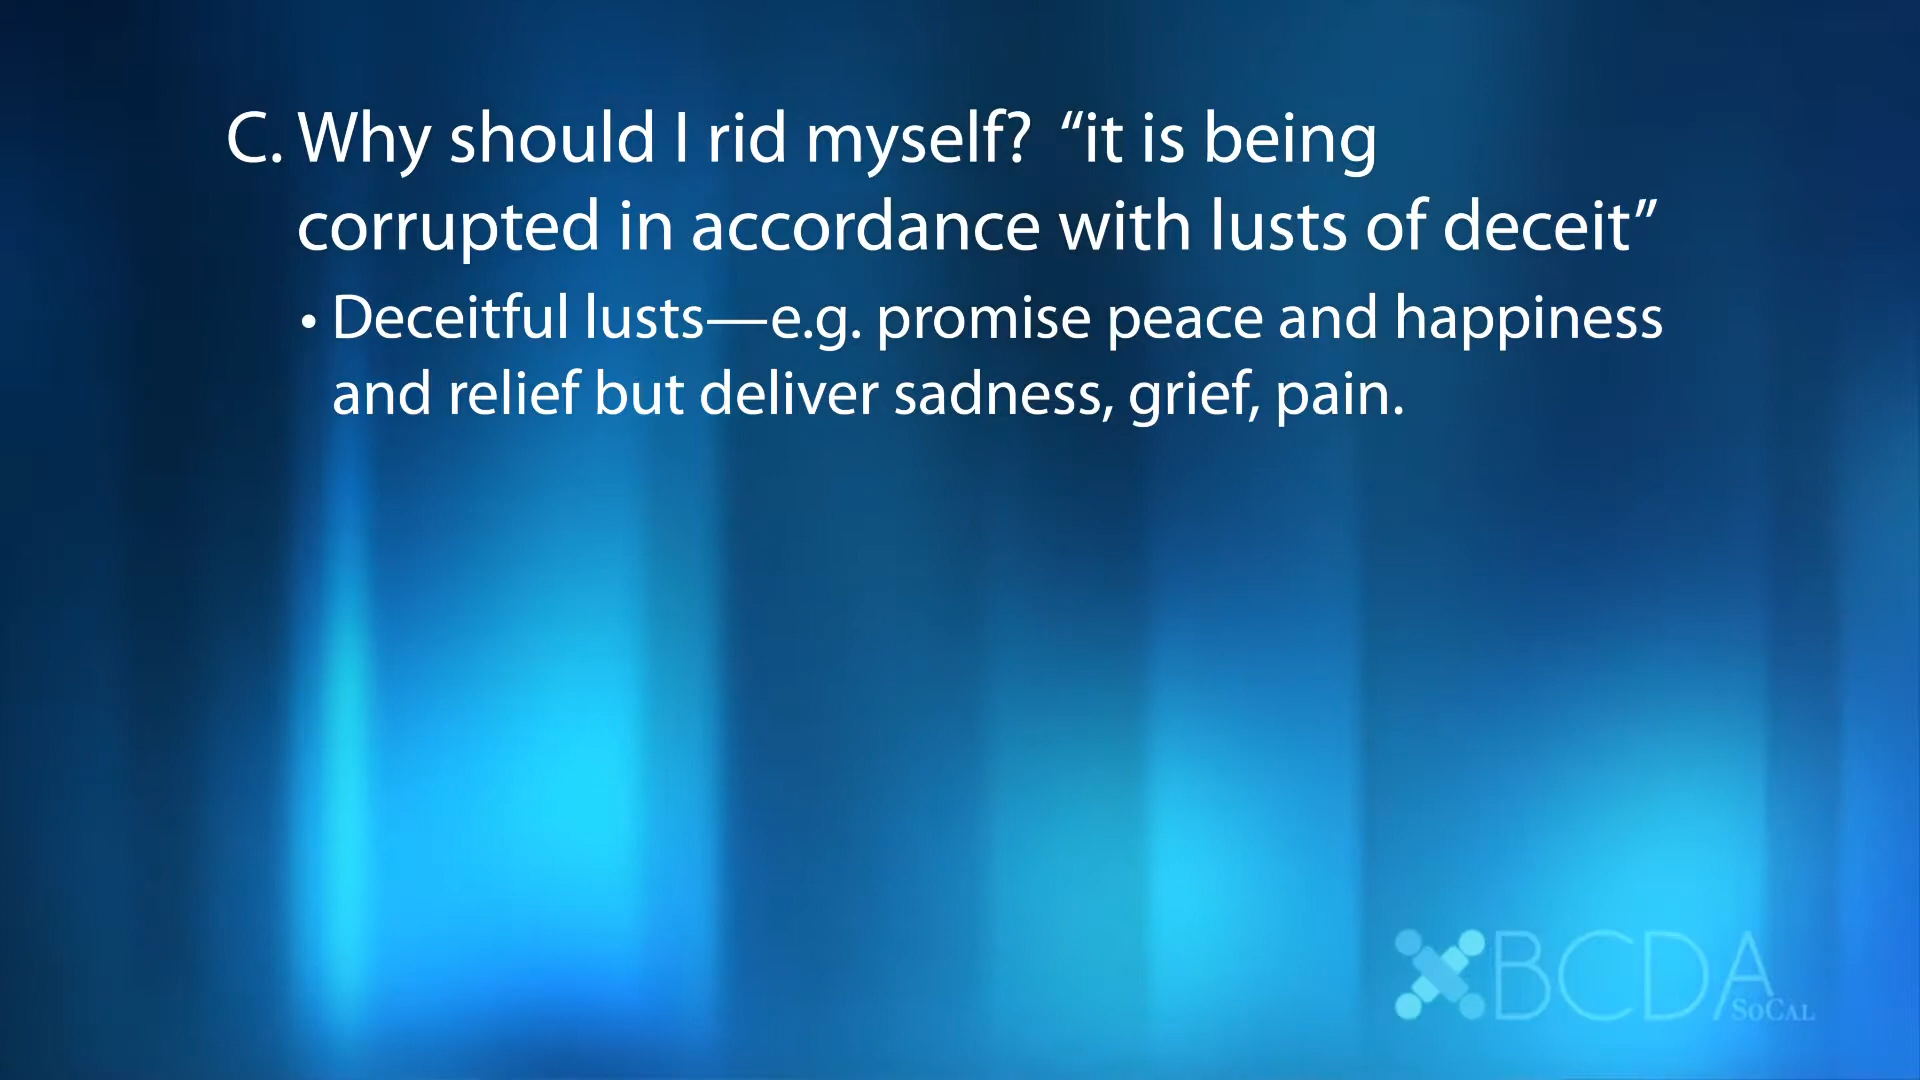 C. Why should I rid myself?  “it is being
corrupted in accordance with lusts of deceit”
• Deceitful lusts—e.g. promise peace and happiness
and relief but deliver sadness, grief, pain.
BCDA
SoCal